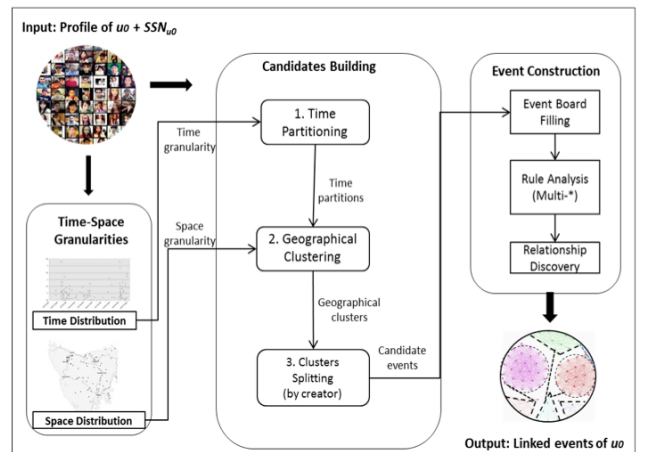 Input: Profile of u0 + SSNu0
Candidates Building
Event Construction
1. Time
Partitioning
Event Board
Filling
Time
granularity
Time
partitions
Rule Analysis
(Multi-*)
Time-Space
Granularities
Space
granularity
2. Geographical
Clustering
Relationship
Discovery
Time Distribution
Geographical
clusters
3. Clusters
Splitting
(by creator)
Candidate
events
Space Distribution
Output: Linked events of u0